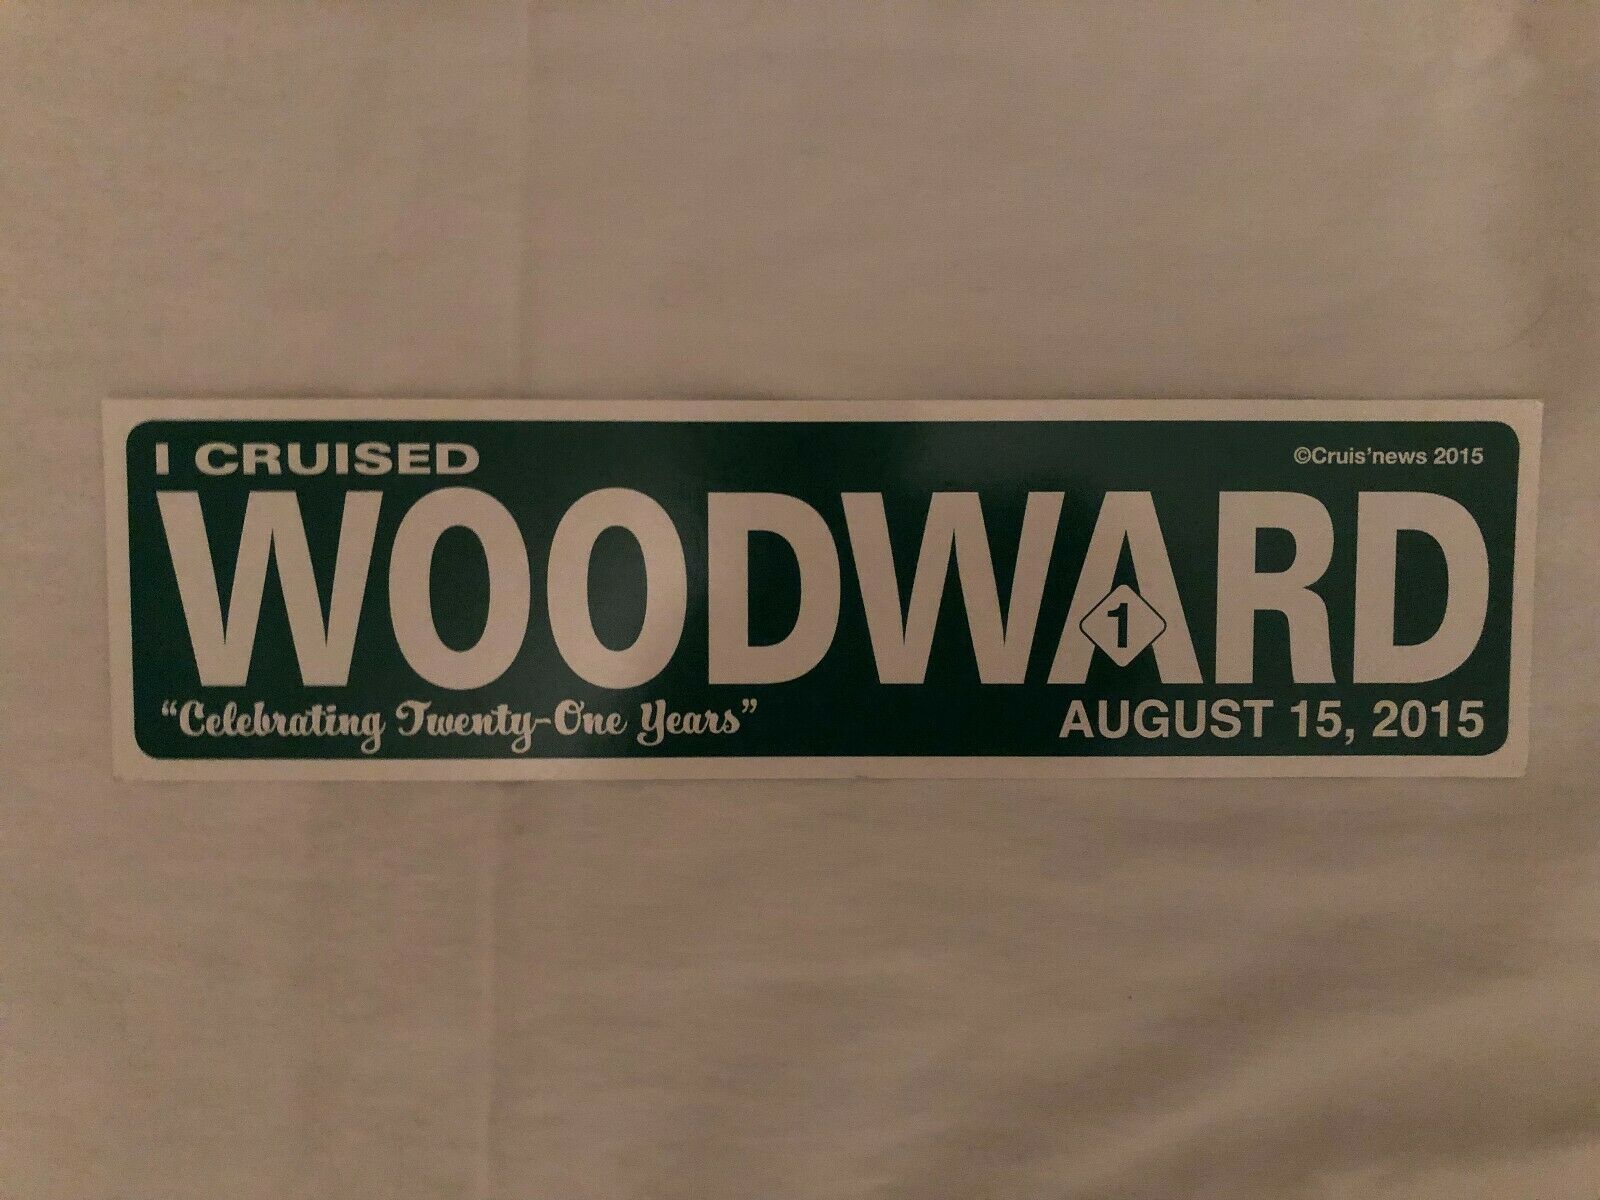 I CRUISED
©Cruis'news 2015
WOODWARD
1
"Celebrating Twenty-One Years"
AUGUST 15, 2015